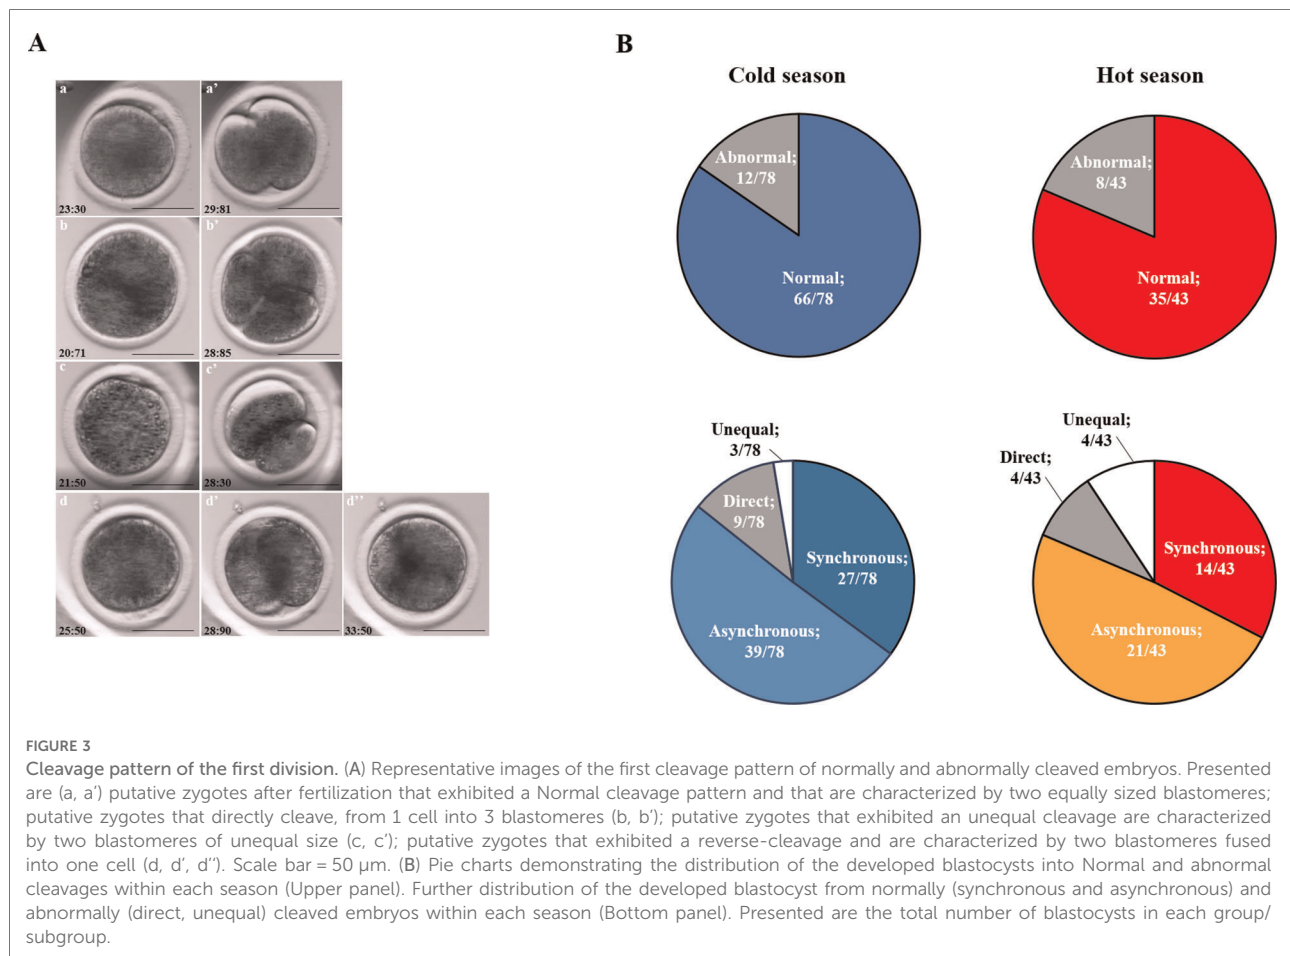 A
a
a’
23:30
29:81
b
b’
20:71
28:85
c
c’
21:50
28:30
d
d’
d’’
25:50
28:90
33:50
B
Cold season
Hot season
Abnormal;
12/78
Normal;
66/78
Abnormal;
8/43
Normal;
35/43
Unequal;
3/78
Direct;
9/78
Synchronous;
27/78
Asynchronous;
39/78
Unequal;
4/43
Direct;
4/43
Synchronous;
14/43
Asynchronous;
21/43
FIGURE 3
Cleavage pattern of the first division. (A) Representative images of the first cleavage pattern of normally and abnormally cleaved embryos. Presented
are (a, a’) putative zygotes after fertilization that exhibited a Normal cleavage pattern and that are characterized by two equally sized blastomeres;
putative zygotes that directly cleave, from 1 cell into 3 blastomeres (b, b’); putative zygotes that exhibited an unequal cleavage are characterized
by two blastomeres of unequal size (c, c’); putative zygotes that exhibited a reverse-cleavage and are characterized by two blastomeres fused
into one cell (d, d’, d‘’). Scale bar = 50 µm. (B) Pie charts demonstrating the distribution of the developed blastocysts into Normal and abnormal
cleavages within each season (Upper panel). Further distribution of the developed blastocyst from normally (synchronous and asynchronous) and
abnormally (direct, unequal) cleaved embryos within each season (Bottom panel). Presented are the total number of blastocysts in each group/
subgroup.